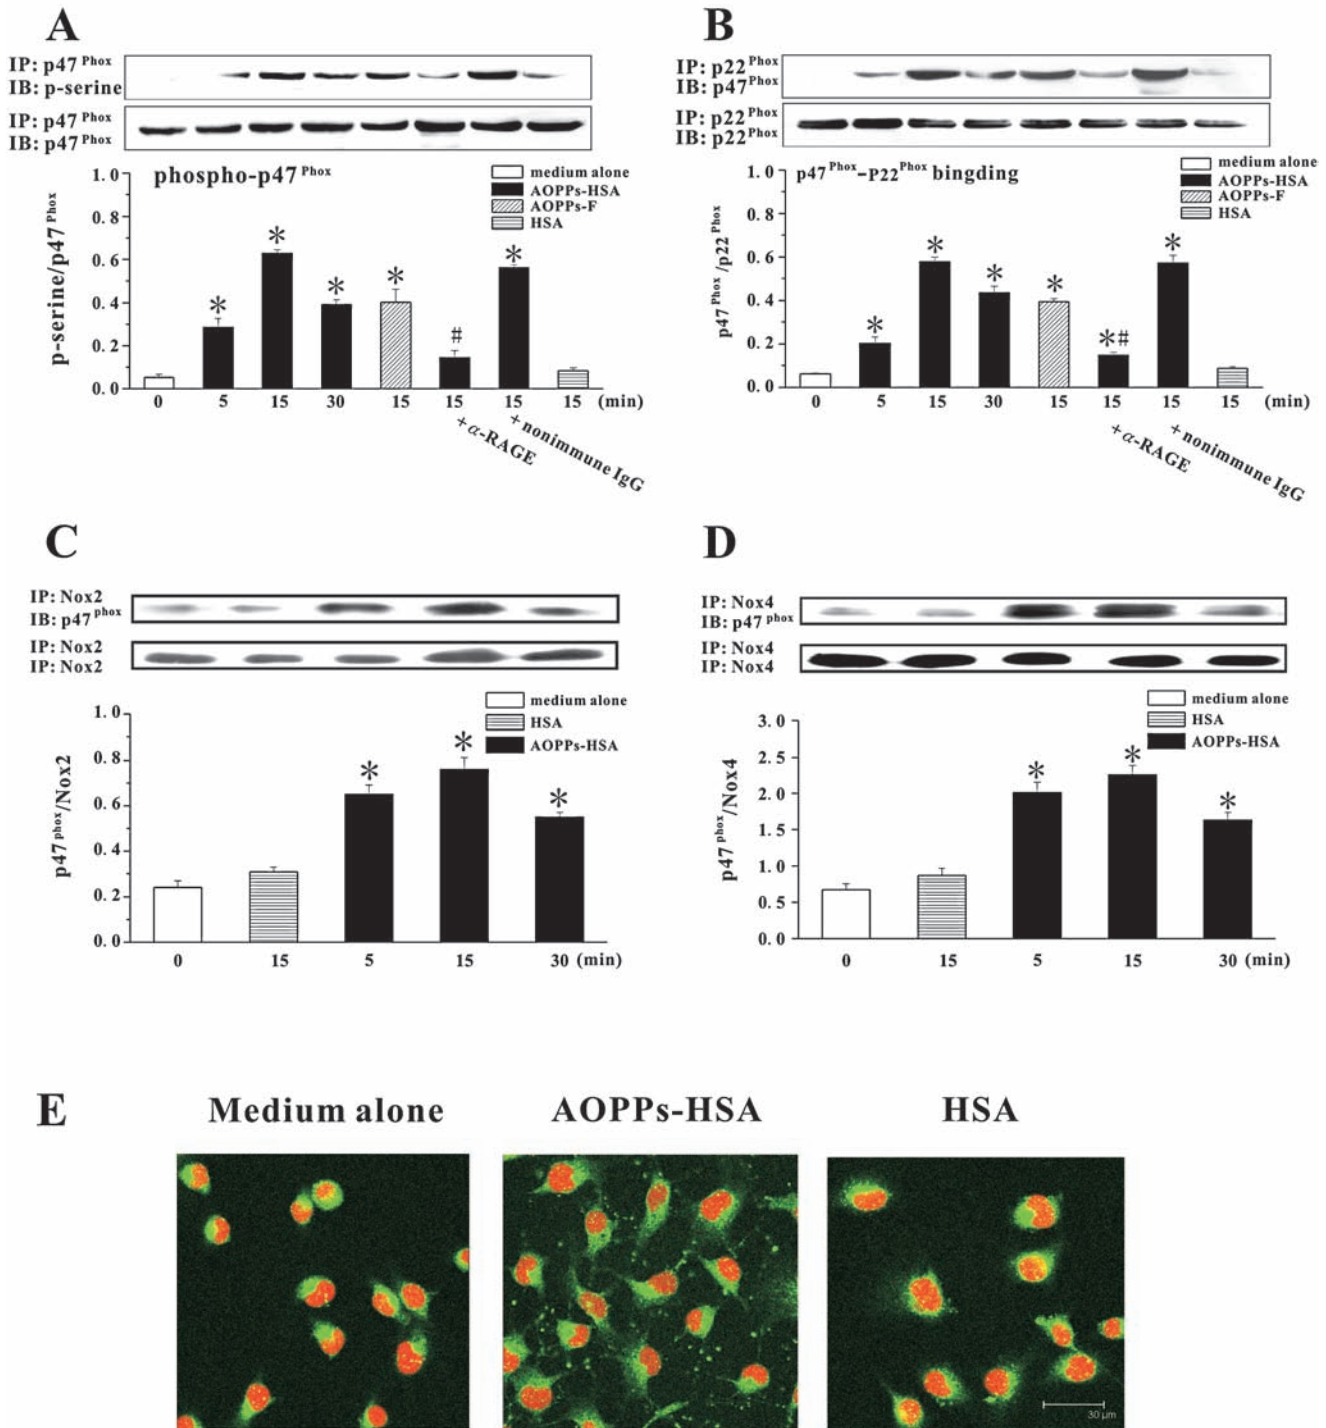 A
IP: p47 Phox
IB: p-serine
IP: p47 Phox
IB: p47 Phox
phospho-p47 Phox
medium alone
AOPPs-HSA
AOPPs-F
HSA
p-serine/p47 Phox
1.0
0.8
0.6
0.4
0.2
0.0
* * * * # *
0 5 15 30 15 15 15 15 (min)
+ α-RAGE
+ nonimmune IgG
B
IP: p22 Phox
IB: p47 Phox
IP: p22 Phox
IB: p22 Phox
p47 Phox-P22 Phox bingding
medium alone
AOPPs-HSA
AOPPs-F
HSA
p47 Phox/p22 Phox
1.0
0.8
0.6
0.4
0.2
0.0
* * * * *# *
0 5 15 30 15 15 15 15 (min)
+ α-RAGE
+ nonimmune IgG
C
IP: Nox2
IB: p47 phox
IP: Nox2
IP: Nox2
medium alone
HSA
AOPPs-HSA
p47 phox/Nox2
1.0
0.8
0.6
0.4
0.2
0.0
* * *
0 15 5 15 30 (min)
D
IP: Nox4
IB: p47 phox
IP: Nox4
IP: Nox4
medium alone
HSA
AOPPs-HSA
p47 phox/Nox4
3.0
2.5
2.0
1.5
1.0
0.5
0.0
* * *
0 15 5 15 30 (min)
E
Medium alone
AOPPs-HSA
HSA
30 µm